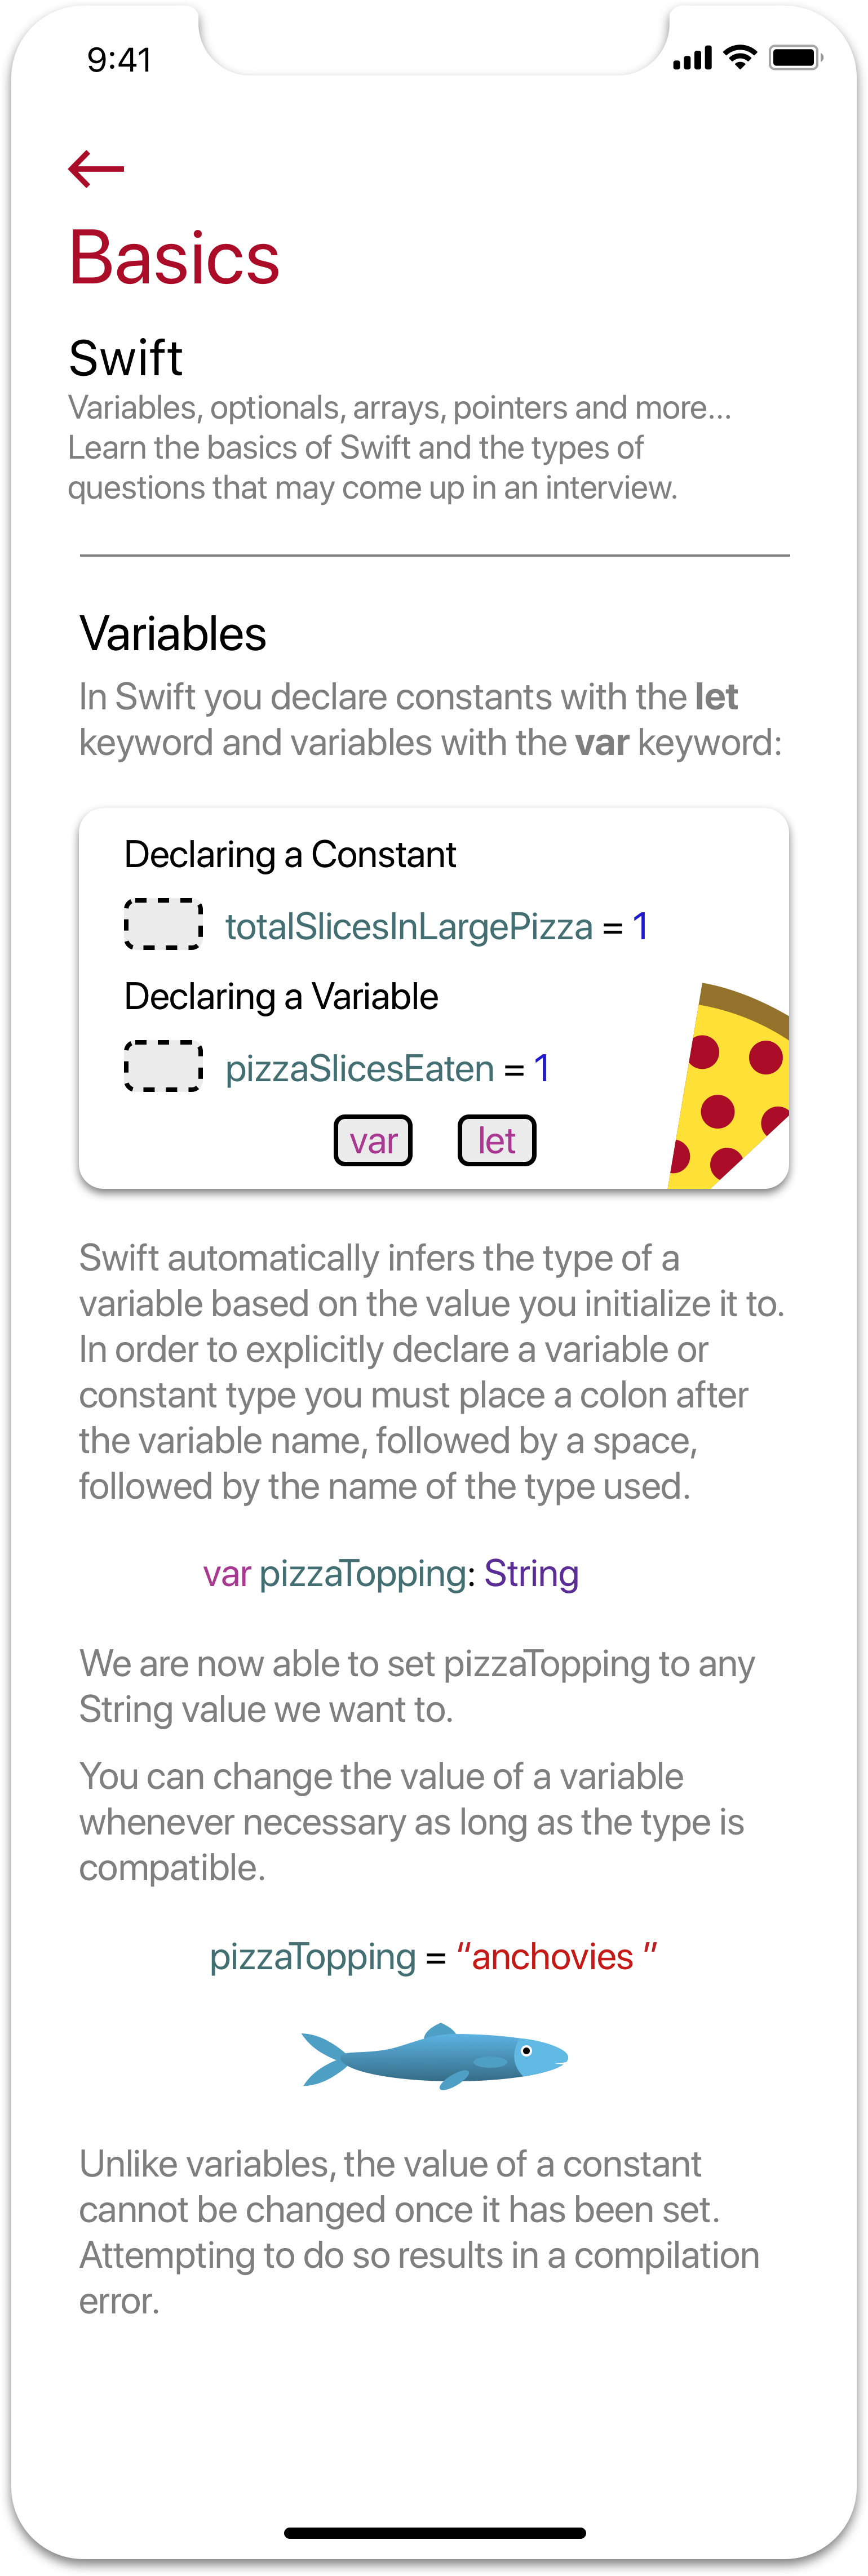 9:41
Basics
Swift
Variables, optionals, arrays, pointers and more...
Learn the basics of Swift and the types of
questions that may come up in an interview.
Variables
In Swift you declare constants with the let
keyword and variables with the var keyword:
Declaring a Constant
totalSlicesInLargePizza = 1
Declaring a Variable
pizzaSlicesEaten = 1
var let
Swift automatically infers the type of a
variable based on the value you initialize it to.
In order to explicitly declare a variable or
constant type you must place a colon after
the variable name, followed by a space,
followed by the name of the type used.
var pizzaTopping: String
We are now able to set pizzaTopping to any
String value we want to.
You can change the value of a variable
whenever necessary as long as the type is
compatible.
pizzaTopping = “anchovies ”
Unlike variables, the value of a constant
cannot be changed once it has been set.
Attempting to do so results in a compilation
error.